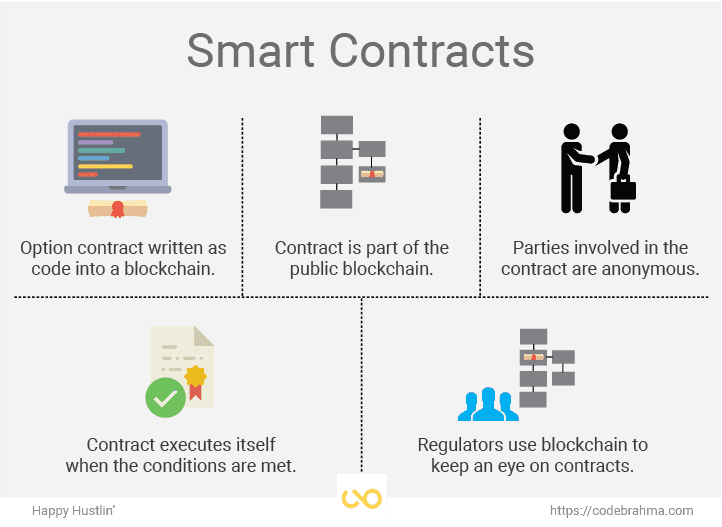 Smart Contracts
Option contract written as
code into a blockchain.
Contract is part of the
public blockchain.
Parties involved in the
contract are anonymous.
Contract executes itself
when the conditions are met.
Regulators use blockchain to
keep an eye on contracts.
Happy Hustlin'
https://codebrahma.com